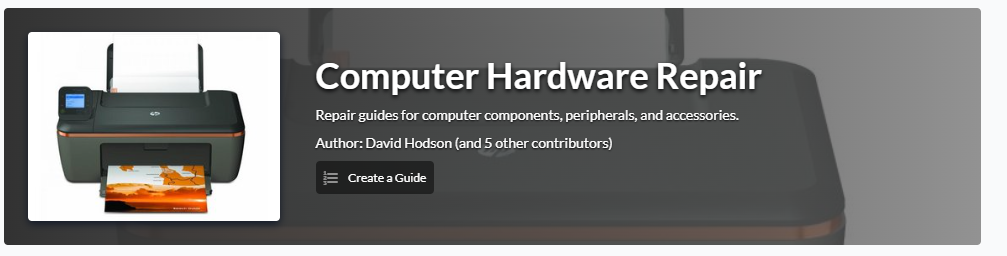 Computer Hardware Repair
Repair guides for computer components, peripherals, and accessories.
Author: David Hodson (and 5 other contributors)
Create a Guide
hp